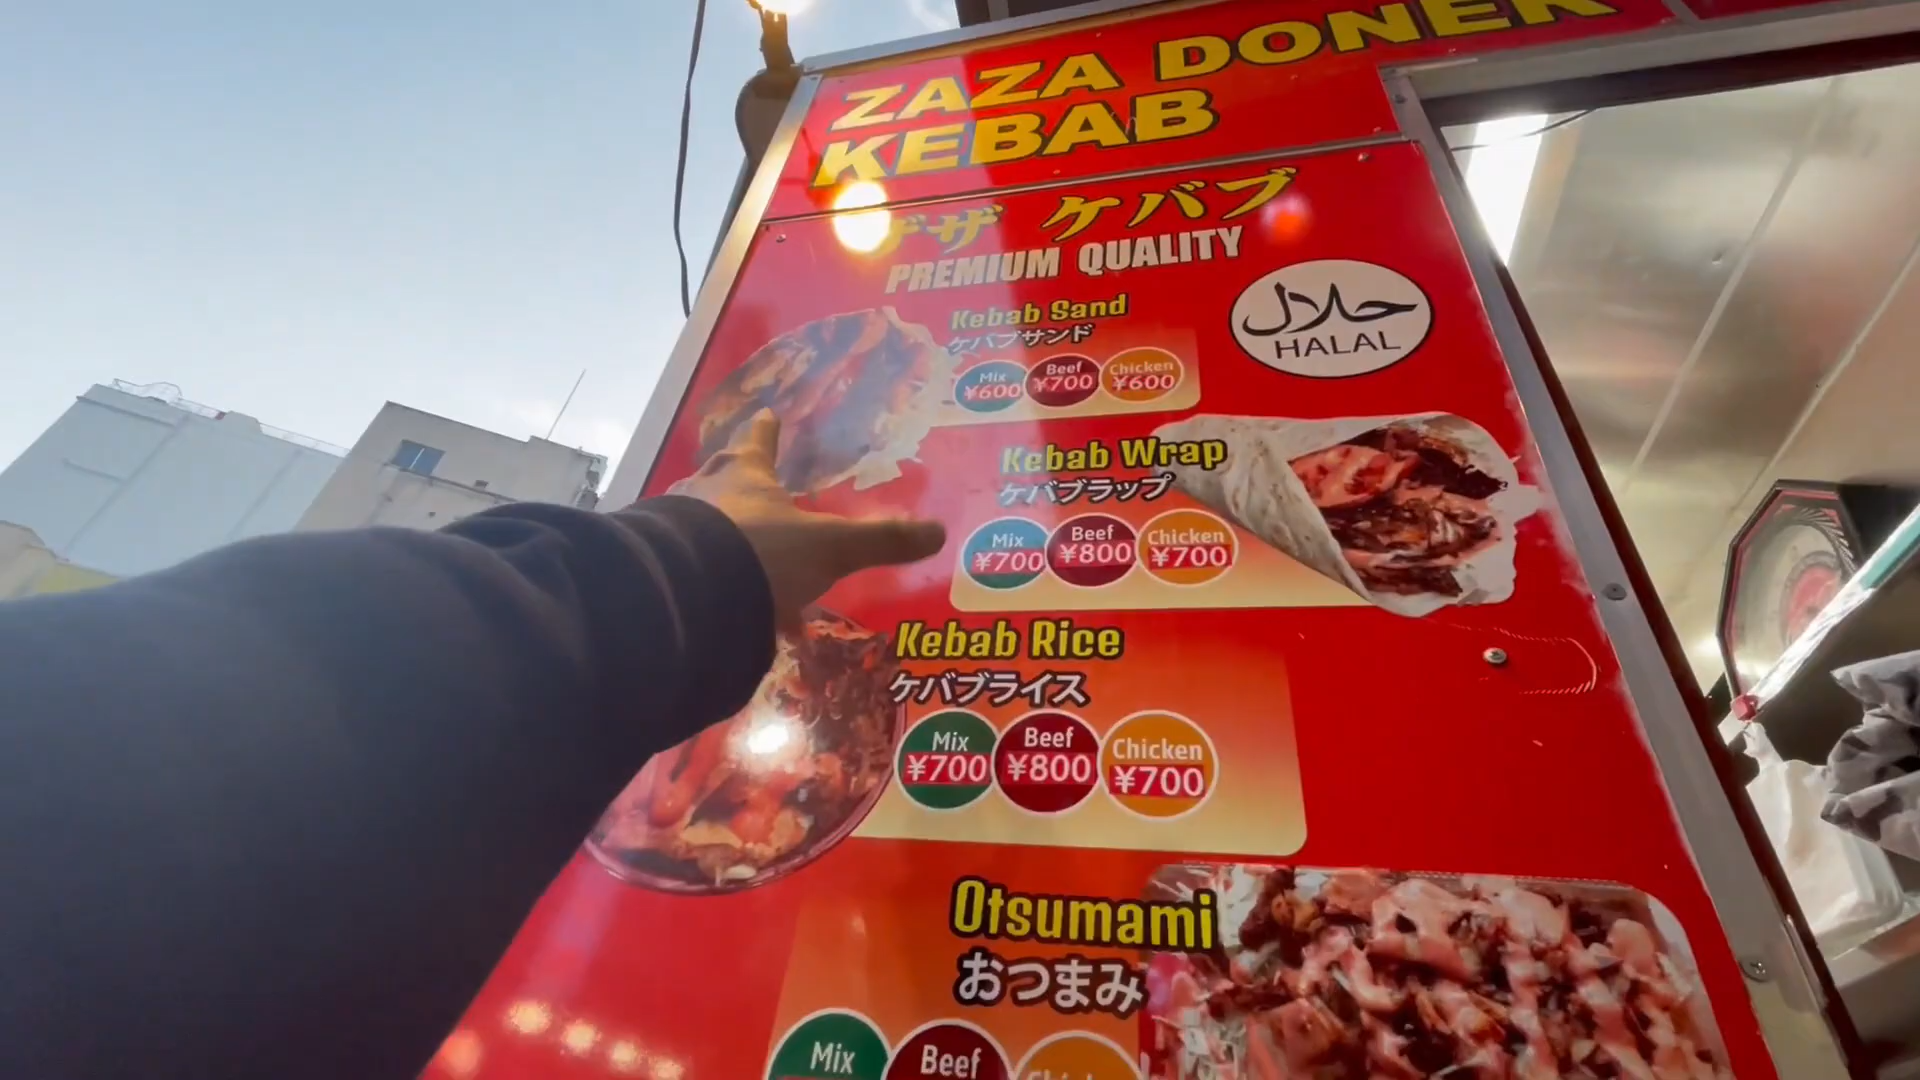 ZAZA DONER
KEBAB
ザザ ケバブ
PREMIUM QUALITY
حلال
HALAL
Kebab Sand
ケバブサンド
Mix ¥600
Beef ¥700
Chicken ¥600
Kebab Wrap
ケバブラップ
Mix ¥700
Beef ¥800
Chicken ¥700
Kebab Rice
ケバブライス
Mix ¥700
Beef ¥800
Chicken ¥700
Otsumami
おつまみ
Mix
Beef